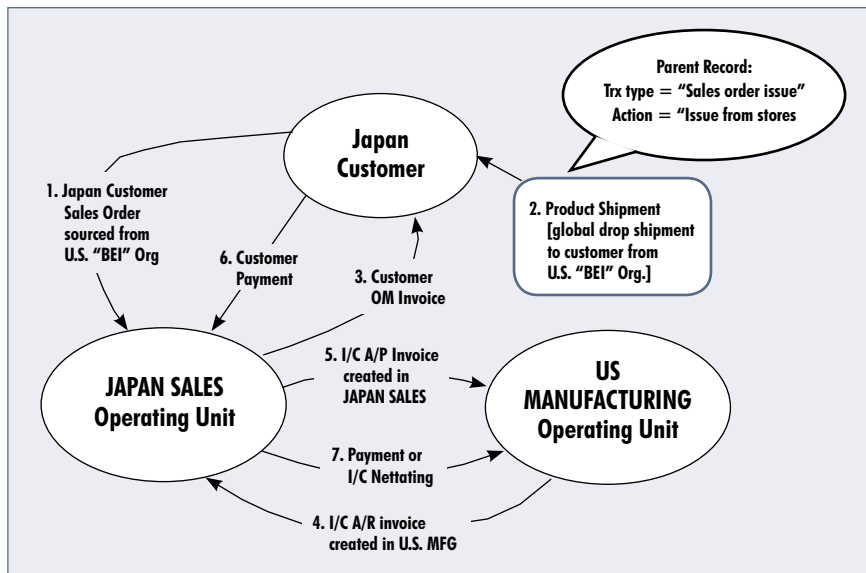 Parent Record:
Trx type = “Sales order issue”
Action = “Issue from stores
Japan
Customer
1. Japan Customer
Sales Order
sourced from
U.S. “BEI” Org
2. Product Shipment
[global drop shipment
to customer from
U.S. “BEI” Org.]
6. Customer
Payment
3. Customer
OM Invoice
JAPAN SALES
Operating Unit
5. I/C A/P Invoice
created in
JAPAN SALES
US
MANUFACTURING
Operating Unit
7. Payment or
I/C Nettating
4. I/C A/R invoice
created in U.S. MFG